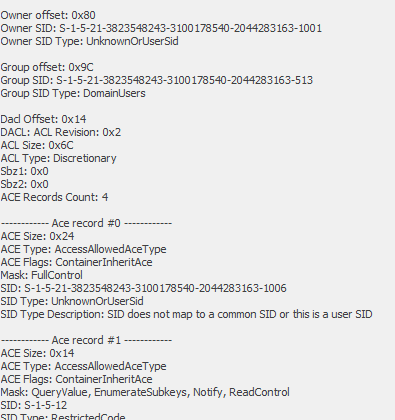 Owner offset: 0x80
Owner SID: S-1-5-21-3823548243-3100178540-2044283163-1001
Owner SID Type: UnknownOrUserSid
Group offset: 0x9C
Group SID: S-1-5-21-3823548243-3100178540-2044283163-513
Group SID Type: DomainUsers
Dacl Offset: 0x14
DACL: ACL Revision: 0x2
ACL Size: 0x6C
ACL Type: Discretionary
Sbz1: 0x0
Sbz2: 0x0
ACE Records Count: 4
------------ Ace record #0 ------------
ACE Size: 0x24
ACE Type: AccessAllowedAceType
ACE Flags: ContainerInheritAce
Mask: FullControl
SID: S-1-5-21-3823548243-3100178540-2044283163-1006
SID Type: UnknownOrUserSid
SID Type Description: SID does not map to a common SID or this is a user SID
------------ Ace record #1 ------------
ACE Size: 0x14
ACE Type: AccessAllowedAceType
ACE Flags: ContainerInheritAce
Mask: QueryValue, EnumerateSubkeys, Notify, ReadControl
SID: S-1-5-12
SID Type: RestrictedCode